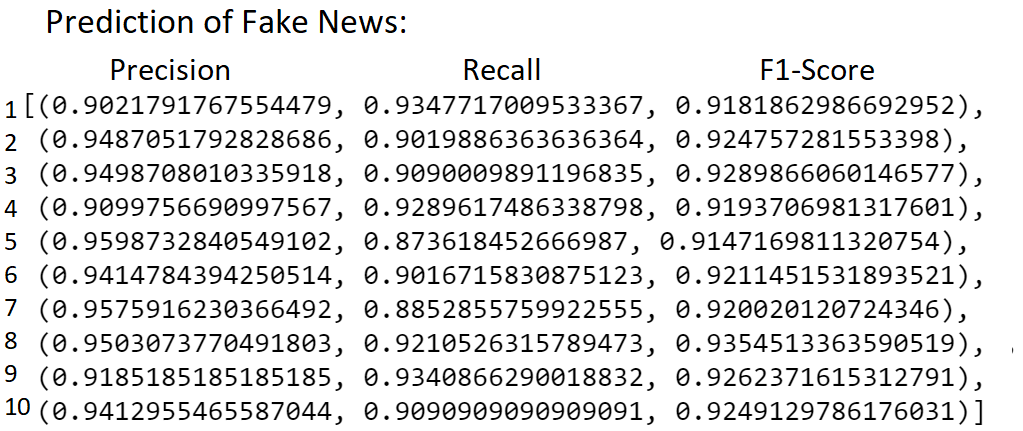 Prediction of Fake News:
Precision Recall F1-Score
1 [(0.9021791767554479, 0.9347717009533367, 0.9181862986692952),
2 (0.9487051792828686, 0.9019886363636364, 0.924757281553398),
3 (0.9498708010335918, 0.9090009891196835, 0.9289866060146577),
4 (0.9099756690997567, 0.9289617486338798, 0.9193706981317601),
5 (0.9598732840549102, 0.873618452666987, 0.9147169811320754),
6 (0.9414784394250514, 0.9016715830875123, 0.9211451531893521),
7 (0.9575916230366492, 0.8852855759922555, 0.920020120724346),
8 (0.9503073770491803, 0.9210526315789473, 0.9354513363590519),
9 (0.9185185185185185, 0.9340866290018832, 0.9262371615312791),
10 (0.9412955465587044, 0.9090909090909091, 0.9249129786176031)]